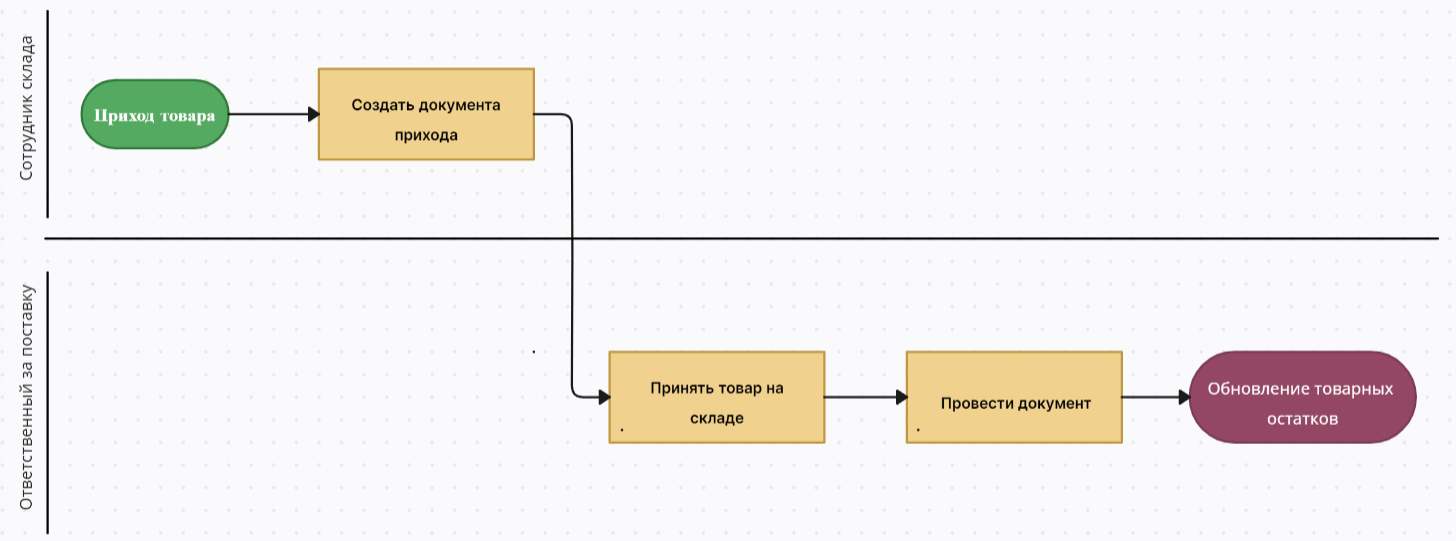 Сотрудник склада
Приход товара
Создать документа
прихода
Ответственный за поставку
Принять товар на
складе
Провести документ
Обновление товарных
остатков